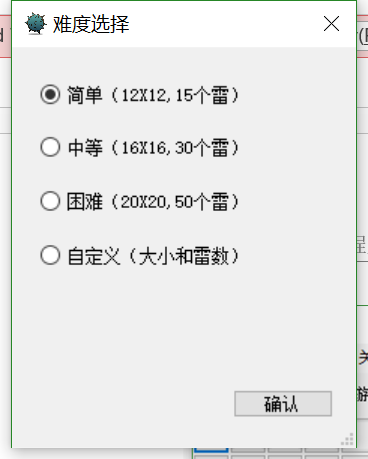 难度选择
简单（12X12,15个雷）
中等（16X16,30个雷）
困难（20X20,50个雷）
自定义（大小和雷数）
确认